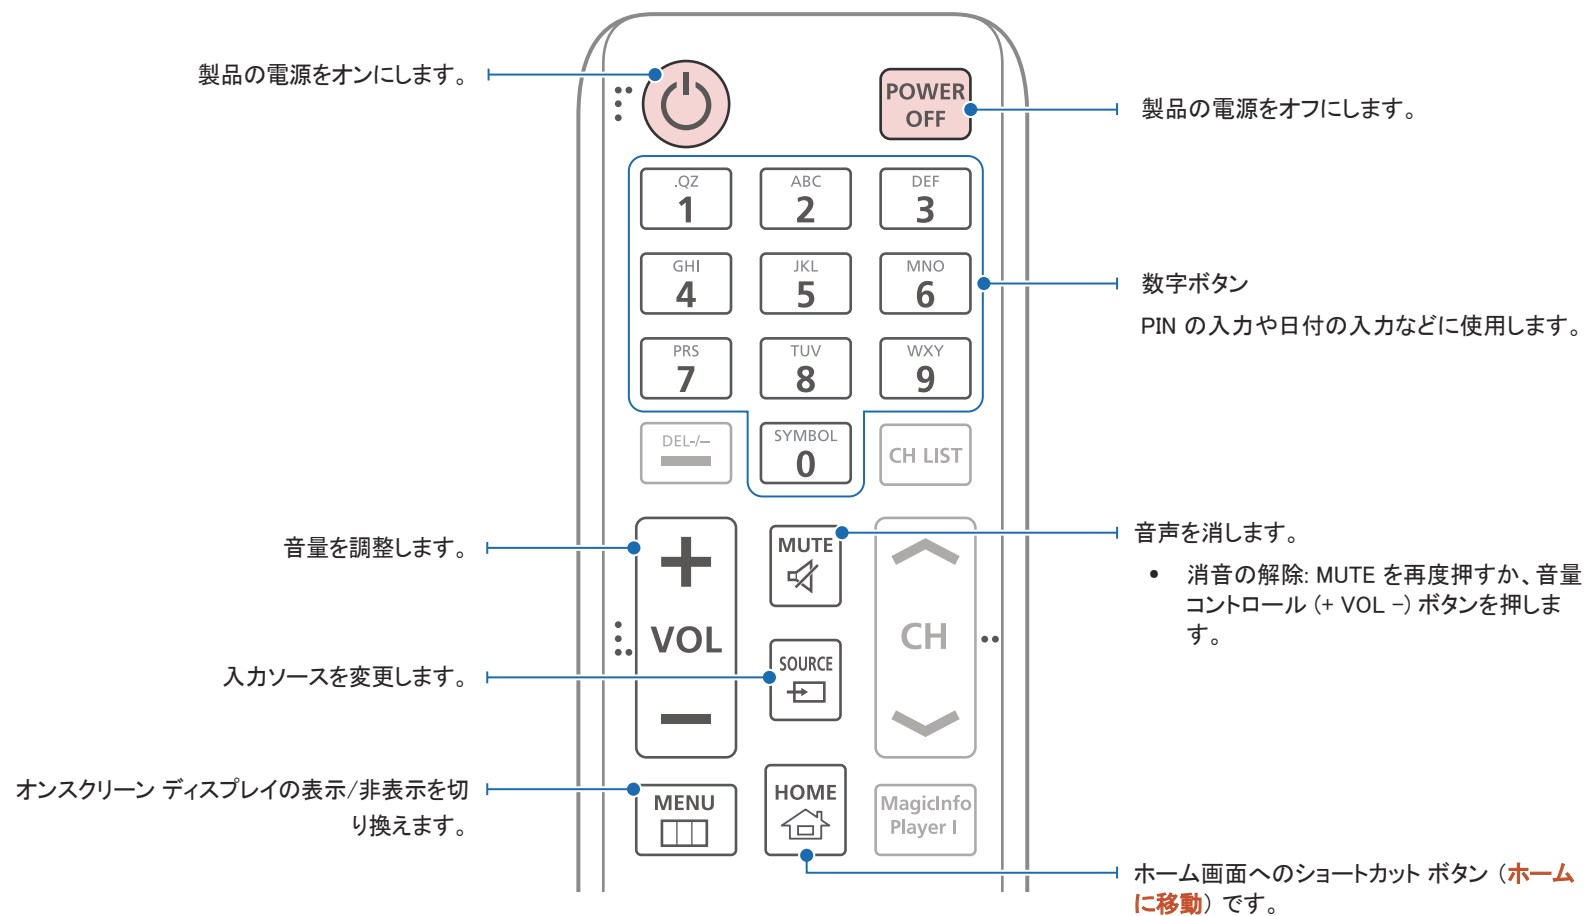 製品の電源をオンにします。
POWER
OFF
製品の電源をオフにします。
.QZ
1
ABC
2
DEF
3
GHI
4
JKL
5
MNO
6
数字ボタン
PIN の入力や日付の入力などに使用します。
PRS
7
TUV
8
WXY
9
DEL-/--
SYMBOL
0
CH LIST
音量を調整します。
VOL
MUTE
音声を消します。
• 消音の解除: MUTE を再度押すか、音量
コントロール (+ VOL -) ボタンを押しま
す。
CH
入力ソースを変更します。
SOURCE
オンスクリーン ディスプレイの表示/非表示を切
り換えます。
MENU
HOME
MagicInfo
Player I
ホーム画面へのショートカット ボタン (ホーム
に移動) です。